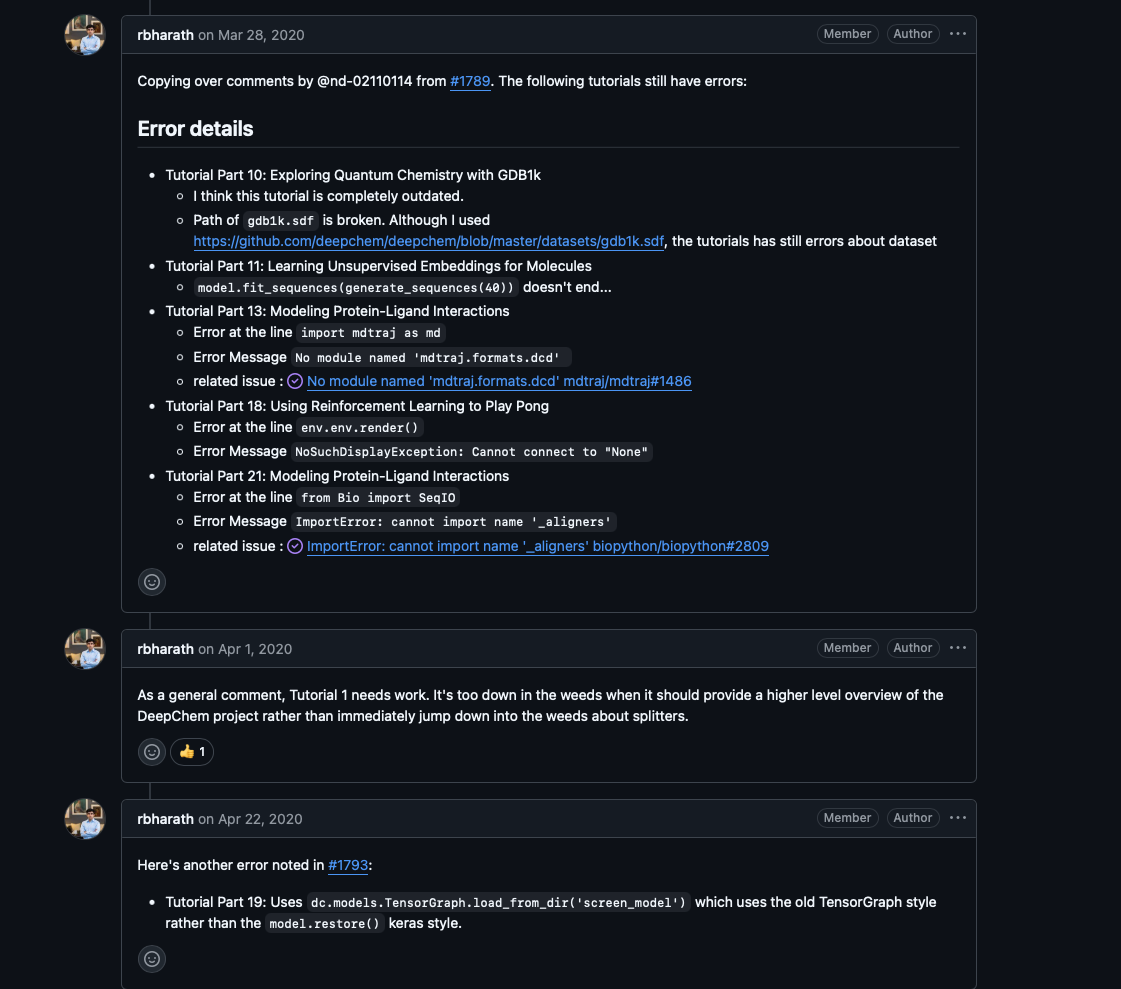 rbharath on Mar 28, 2020 Member Author ...
Copying over comments by @nd-02110114 from #1789. The following tutorials still have errors:
Error details
• Tutorial Part 10: Exploring Quantum Chemistry with GDB1k
◦ I think this tutorial is completely outdated.
◦ Path of gdb1k.sdf is broken. Although I used
https://github.com/deepchem/deepchem/blob/master/datasets/gdb1k.sdf, the tutorials has still errors about dataset
• Tutorial Part 11: Learning Unsupervised Embeddings for Molecules
◦ model.fit_sequences(generate_sequences(40)) doesn't end...
• Tutorial Part 13: Modeling Protein-Ligand Interactions
◦ Error at the line import mdtraj as md
◦ Error Message No module named 'mdtraj.formats.dcd'
◦ related issue : No module named 'mdtraj.formats.dcd' mdtraj/mdtraj#1486
• Tutorial Part 18: Using Reinforcement Learning to Play Pong
◦ Error at the line env.env.render()
◦ Error Message NoSuchDisplayException: Cannot connect to "None"
• Tutorial Part 21: Modeling Protein-Ligand Interactions
◦ Error at the line from Bio import SeqIO
◦ Error Message ImportError: cannot import name '_aligners'
◦ related issue : ImportError: cannot import name '_aligners' biopython/biopython#2809
rbharath on Apr 1, 2020 Member Author ...
As a general comment, Tutorial 1 needs work. It's too down in the weeds when it should provide a higher level overview of the
DeepChem project rather than immediately jump down into the weeds about splitters.
👍 1
rbharath on Apr 22, 2020 Member Author ...
Here's another error noted in #1793:
• Tutorial Part 19: Uses dc.models.TensorGraph.load_from_dir('screen_model') which uses the old TensorGraph style
rather than the model.restore() keras style.